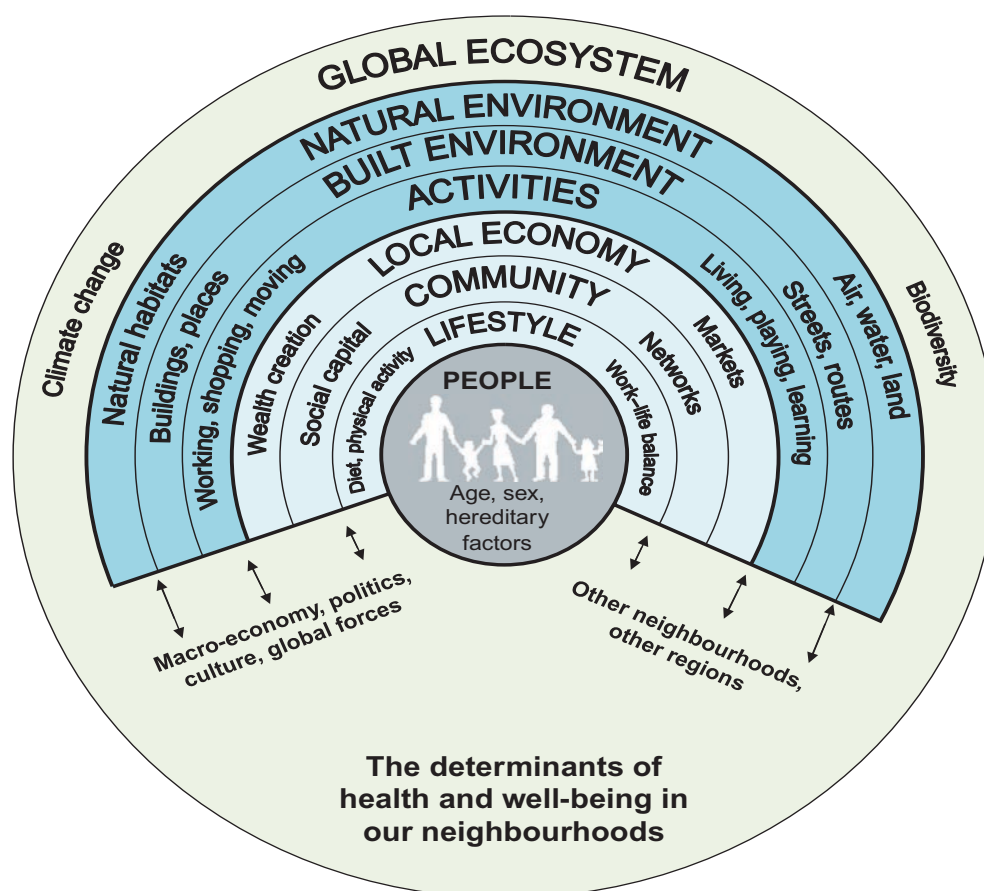 GLOBAL ECOSYSTEM
NATURAL ENVIRONMENT
BUILT ENVIRONMENT
ACTIVITIES
LOCAL ECONOMY
COMMUNITY
LIFESTYLE
PEOPLE
Age, sex,
hereditary
factors
Climate change
Natural habitats
Buildings, places
Working, shopping, moving
Wealth creation
Social capital
Diet, physical activity
Work–life balance
Networks
Markets
Living, playing, learning
Streets, routes
Air, water, land
Biodiversity
Macro-economy, politics,
culture, global forces
Other neighbourhoods,
other regions
The determinants of
health and well-being in
our neighbourhoods